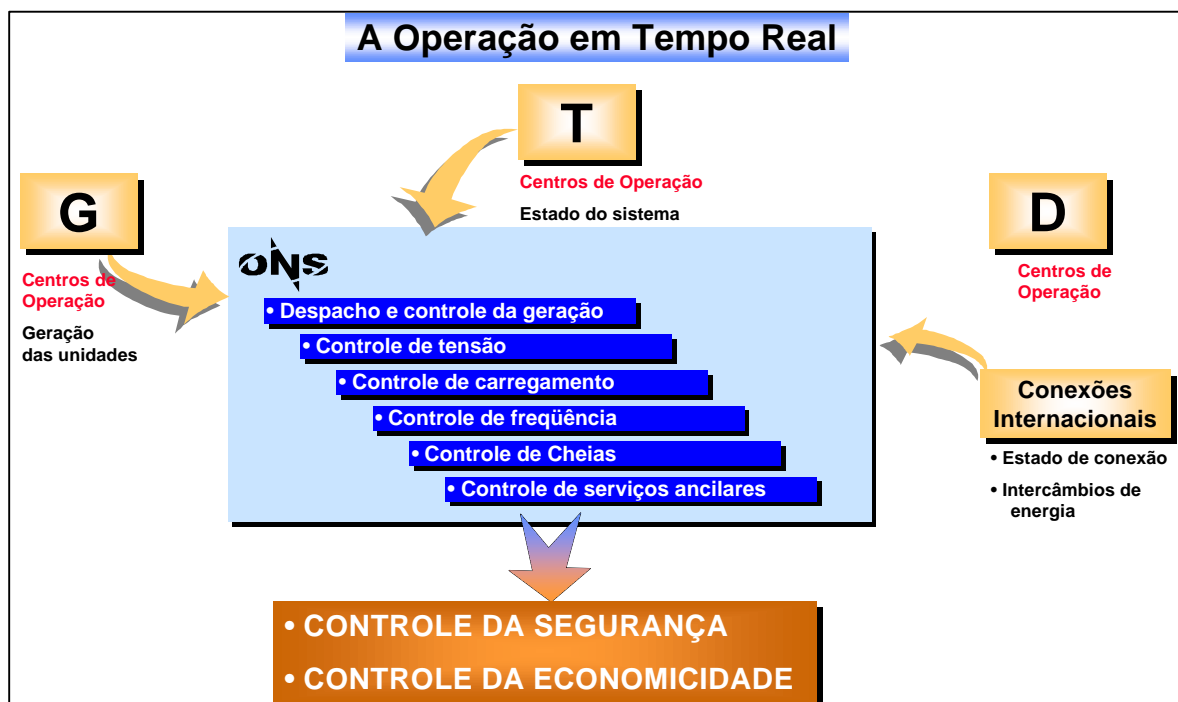 A Operação em Tempo Real
T
Centros de Operação
Estado do sistema
G
Centros de
Operação
Geração
das unidades
D
Centros de
Operação
ONS
• Despacho e controle da geração
• Controle de tensão
• Controle de carregamento
• Controle de freqüência
• Controle de Cheias
• Controle de serviços ancilares
Conexões
Internacionais
• Estado de conexão
• Intercâmbios de
energia
• CONTROLE DA SEGURANÇA
• CONTROLE DA ECONOMICIDADE